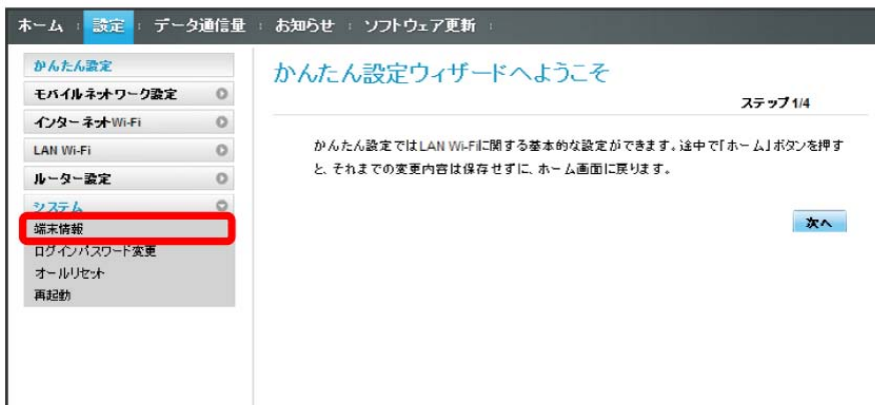 ホーム : 設定 : データ通信量 : お知らせ : ソフトウェア更新 :
かんたん設定
モバイルネットワーク設定
インターネットWi-Fi
LAN Wi-Fi
ルーター設定
システム
端末情報
ログインパスワード変更
オールリセット
再起動
かんたん設定ウィザードへようこそ
ステップ1/4
かんたん設定ではLAN Wi-Fiに関する基本的な設定ができます。途中で「ホーム」ボタンを押す
と、それまでの変更内容は保存せずに、ホーム画面に戻ります。
次へ